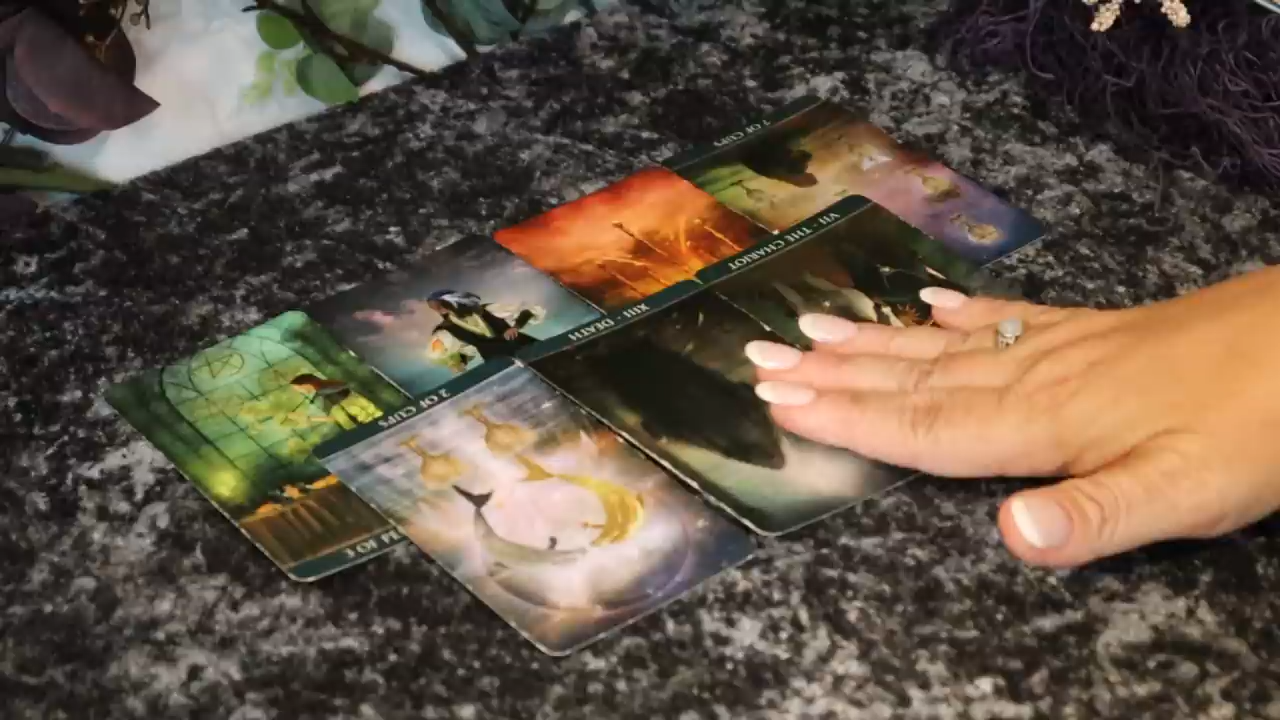 7 OF CUPS
VII - THE CHARIOT
XIII - DEATH
2 OF CUPS